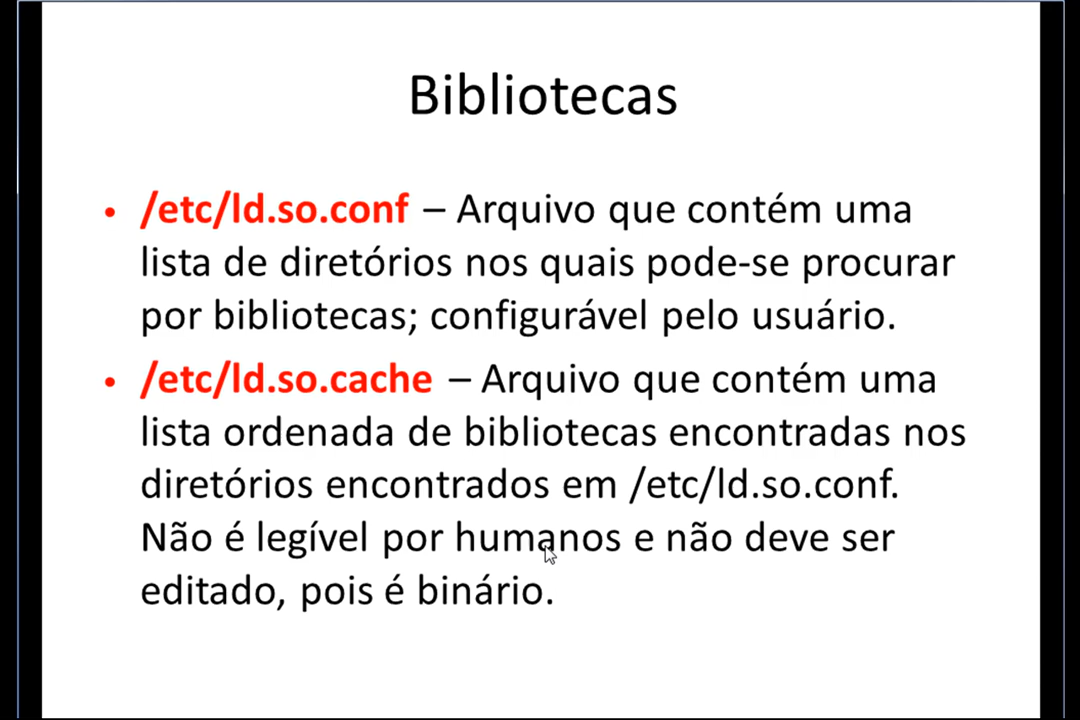 Bibliotecas
• /etc/ld.so.conf – Arquivo que contém uma
lista de diretórios nos quais pode-se procurar
por bibliotecas; configurável pelo usuário.
• /etc/ld.so.cache – Arquivo que contém uma
lista ordenada de bibliotecas encontradas nos
diretórios encontrados em /etc/ld.so.conf.
Não é legível por humanos e não deve ser
editado, pois é binário.